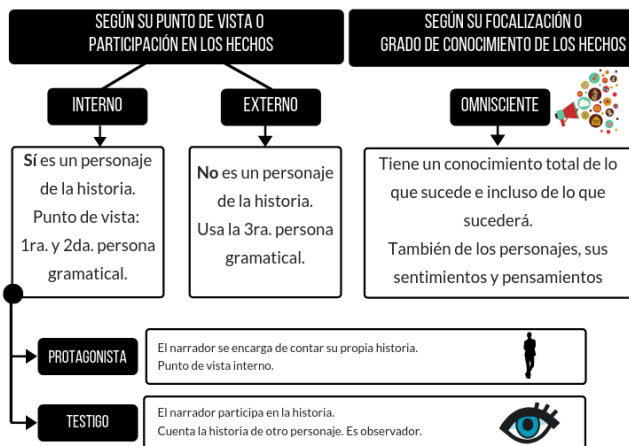 SEGÚN SU PUNTO DE VISTA O
PARTICIPACIÓN EN LOS HECHOS
INTERNO
Sí es un personaje
de la historia.
Punto de vista:
1ra. y 2da. persona
gramatical.
EXTERNO
No es un personaje
de la historia.
Usa la 3ra. persona
gramatical.
SEGÚN SU FOCALIZACIÓN O
GRADO DE CONOCIMIENTO DE LOS HECHOS
OMNISCIENTE
Tiene un conocimiento total de lo
que sucede e incluso de lo que
sucederá.
También de los personajes, sus
sentimientos y pensamientos
PROTAGONISTA
El narrador se encarga de contar su propia historia.
Punto de vista interno.
TESTIGO
El narrador participa en la historia.
Cuenta la historia de otro personaje. Es observador.